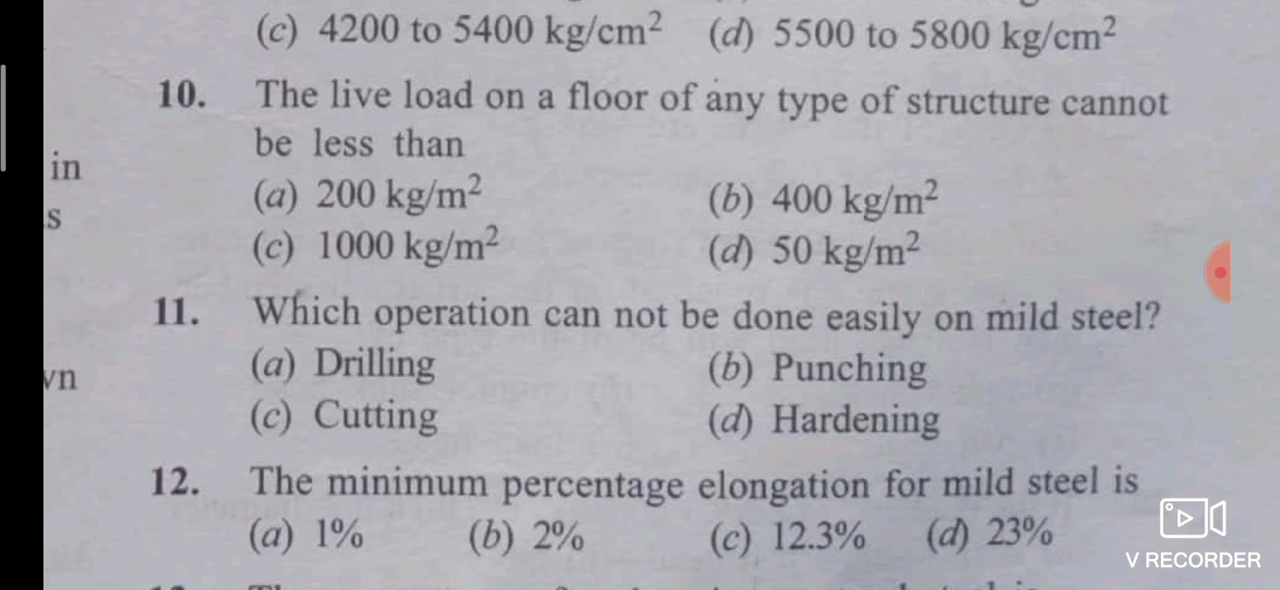 (c) 4200 to 5400 kg/cm² (d) 5500 to 5800 kg/cm²
10. The live load on a floor of any type of structure cannot
be less than
in
(a) 200 kg/m² (b) 400 kg/m²
s
(c) 1000 kg/m² (d) 50 kg/m²
11. Which operation can not be done easily on mild steel?
(a) Drilling (b) Punching
vn
(c) Cutting (d) Hardening
12. The minimum percentage elongation for mild steel is
(a) 1% (b) 2% (c) 12.3% (d) 23%
V RECORDER